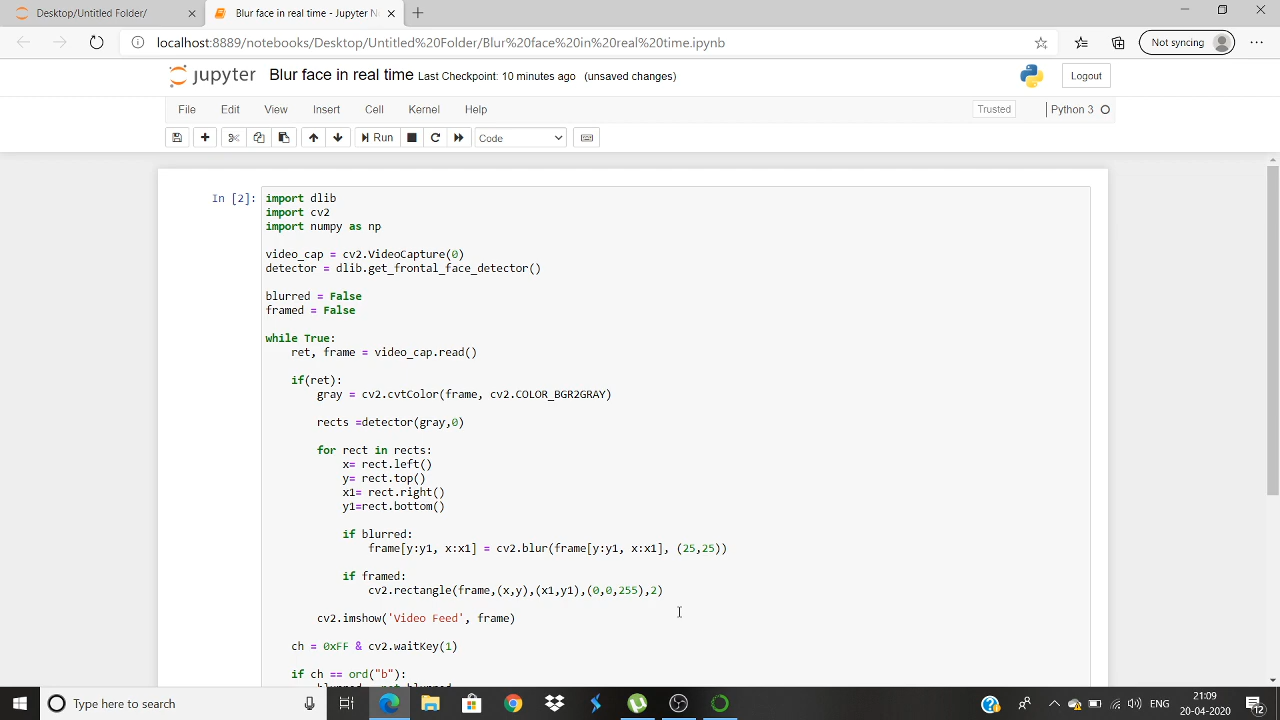 Desktop/Untitled Folder/
Blur face in real time - Jupyter N
localhost:8889/notebooks/Desktop/Untitled%20Folder/Blur%20face%20in%20real%20time.ipynb
Not syncing
jupyter Blur face in real time Last Checkpoint: 10 minutes ago (unsaved changes)
Logout
File Edit View Insert Cell Kernel Help
Trusted
Python 3
Run
Code
In [2]:
import dlib
import cv2
import numpy as np
video_cap = cv2.VideoCapture(0)
detector = dlib.get_frontal_face_detector()
blurred = False
framed = False
while True:
ret, frame = video_cap.read()
if(ret):
gray = cv2.cvtColor(frame, cv2.COLOR_BGR2GRAY)
rects =detector(gray,0)
for rect in rects:
x= rect.left()
y= rect.top()
x1= rect.right()
y1=rect.bottom()
if blurred:
frame[y:y1, x:x1] = cv2.blur(frame[y:y1, x:x1], (25,25))
if framed:
cv2.rectangle(frame,(x,y),(x1,y1),(0,0,255),2)
cv2.imshow('Video Feed', frame)
ch = 0xFF & cv2.waitKey(1)
if ch == ord("b"):
Type here to search
ENG
21:09
20-04-2020
2